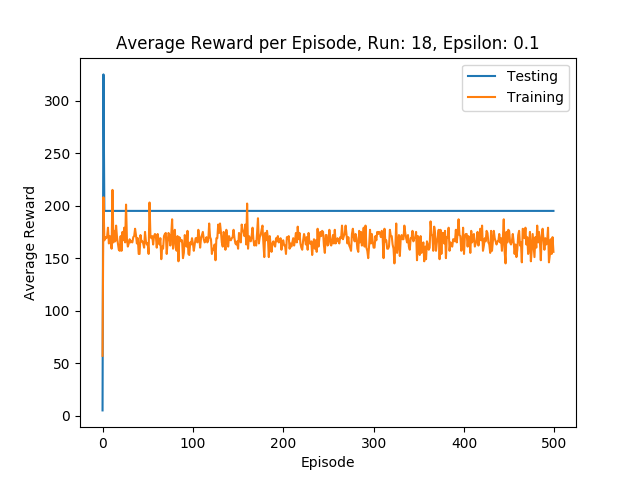 Average Reward per Episode, Run: 18, Epsilon: 0.1
Testing
Training
300
250
200
150
100
50
0
Average Reward
0 100 200 300 400 500
Episode